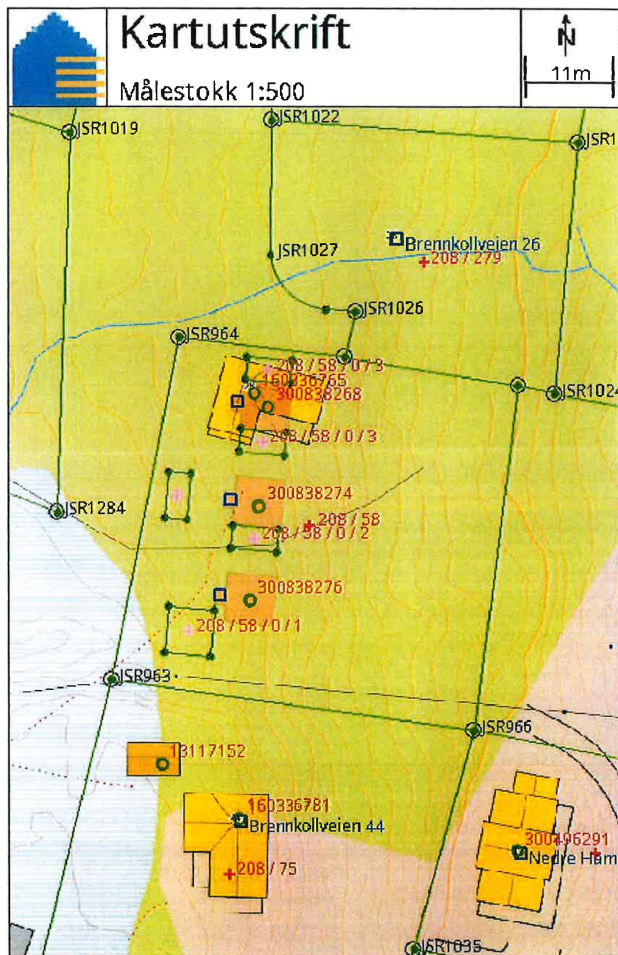 Kartutskrift
Målestokk 1:500
N
11m
JSR1019
JSR1022
JSR1
JSR1027
Brennkollveien 26
208 / 279
JSR1026
JSR964
208 / 58 / 0 / 3
160336765
300838268
JSR1024
208 / 58 / 0 / 3
300838274
JSR1284
208 / 58
208 / 58 / 0 / 2
300838276
208 / 58 / 0 / 1
JSR963
JSR966
13117152
160336781
Brennkollveien 44
300496291
Nedre Ham
208 / 75
JSR1035